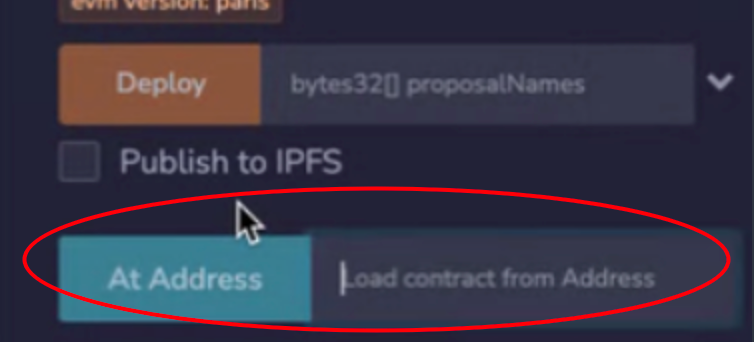 evm version: paris
Deploy bytes32[] proposalNames
Publish to IPFS
At Address Load contract from Address